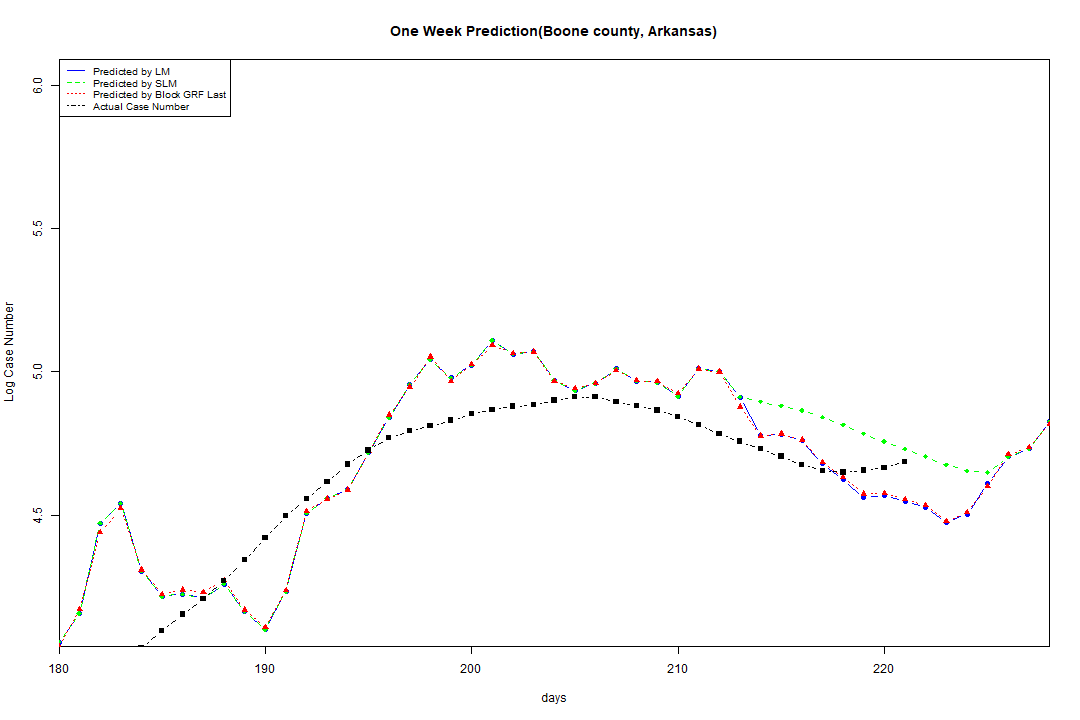 One Week Prediction(Boone county, Arkansas)
Predicted by LM
Predicted by SLM
Predicted by Block GRF Last
Actual Case Number
6.0
5.5
5.0
4.5
Log Case Number
180 190 200 210 220
days